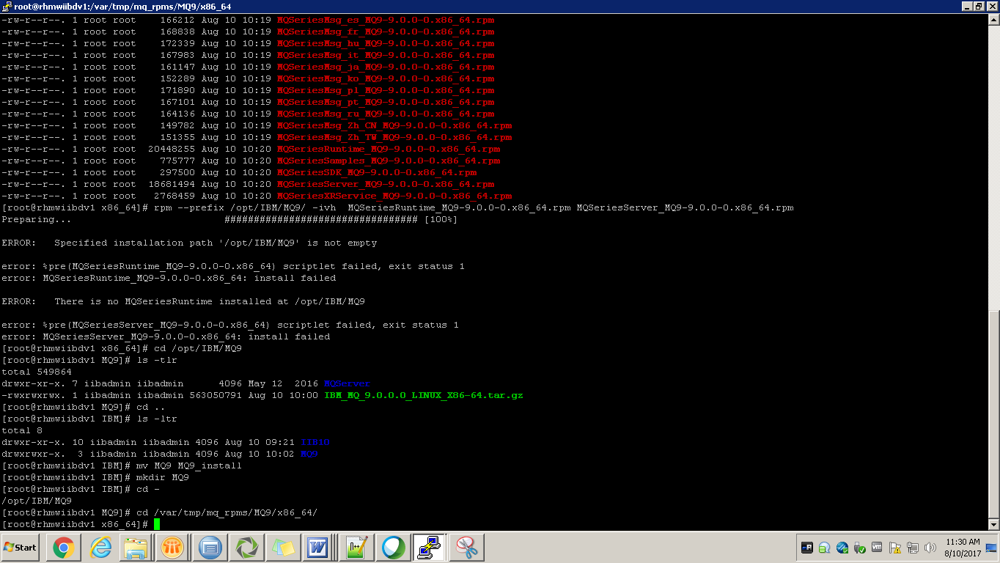 root@rhmwiibdv1:/var/tmp/mq_rpms/MQ9/x86_64
-rw-r--r--. 1 root root    166212 Aug 10 10:19 MQSeriesMsg_es_MQ9-9.0.0-0.x86_64.rpm
-rw-r--r--. 1 root root    168838 Aug 10 10:19 MQSeriesMsg_fr_MQ9-9.0.0-0.x86_64.rpm
-rw-r--r--. 1 root root    172339 Aug 10 10:19 MQSeriesMsg_hu_MQ9-9.0.0-0.x86_64.rpm
-rw-r--r--. 1 root root    167983 Aug 10 10:19 MQSeriesMsg_it_MQ9-9.0.0-0.x86_64.rpm
-rw-r--r--. 1 root root    161147 Aug 10 10:19 MQSeriesMsg_ja_MQ9-9.0.0-0.x86_64.rpm
-rw-r--r--. 1 root root    152289 Aug 10 10:19 MQSeriesMsg_ko_MQ9-9.0.0-0.x86_64.rpm
-rw-r--r--. 1 root root    171890 Aug 10 10:19 MQSeriesMsg_pl_MQ9-9.0.0-0.x86_64.rpm
-rw-r--r--. 1 root root    167101 Aug 10 10:19 MQSeriesMsg_pt_MQ9-9.0.0-0.x86_64.rpm
-rw-r--r--. 1 root root    164136 Aug 10 10:19 MQSeriesMsg_ru_MQ9-9.0.0-0.x86_64.rpm
-rw-r--r--. 1 root root    149782 Aug 10 10:19 MQSeriesMsg_Zh_CN_MQ9-9.0.0-0.x86_64.rpm
-rw-r--r--. 1 root root    151355 Aug 10 10:19 MQSeriesMsg_Zh_TW_MQ9-9.0.0-0.x86_64.rpm
-rw-r--r--. 1 root root  20448255 Aug 10 10:20 MQSeriesRuntime_MQ9-9.0.0-0.x86_64.rpm
-rw-r--r--. 1 root root    775777 Aug 10 10:20 MQSeriesSamples_MQ9-9.0.0-0.x86_64.rpm
-rw-r--r--. 1 root root    297500 Aug 10 10:20 MQSeriesSDK_MQ9-9.0.0-0.x86_64.rpm
-rw-r--r--. 1 root root  18681494 Aug 10 10:20 MQSeriesServer_MQ9-9.0.0-0.x86_64.rpm
-rw-r--r--. 1 root root   2768459 Aug 10 10:20 MQSeriesXRService_MQ9-9.0.0-0.x86_64.rpm
[root@rhmwiibdv1 x86_64]# rpm --prefix /opt/IBM/MQ9/ -ivh  MQSeriesRuntime_MQ9-9.0.0-0.x86_64.rpm MQSeriesServer_MQ9-9.0.0-0.x86_64.rpm
Preparing...                          ################################# [100%]
ERROR:   Specified installation path '/opt/IBM/MQ9' is not empty
error: %pre(MQSeriesRuntime_MQ9-9.0.0-0.x86_64) scriptlet failed, exit status 1
error: MQSeriesRuntime_MQ9-9.0.0-0.x86_64: install failed
ERROR:   There is no MQSeriesRuntime installed at /opt/IBM/MQ9
error: %pre(MQSeriesServer_MQ9-9.0.0-0.x86_64) scriptlet failed, exit status 1
error: MQSeriesServer_MQ9-9.0.0-0.x86_64: install failed
[root@rhmwiibdv1 x86_64]# cd /opt/IBM/MQ9
[root@rhmwiibdv1 MQ9]# ls -tlr
total 549864
drwxr-xr-x. 7 iibadmin iibadmin      4096 May 12  2016 MQServer
-rwxrwxrwx. 1 iibadmin iibadmin 563050791 Aug 10 10:00 IBM_MQ_9.0.0.0_LINUX_X86-64.tar.gz
[root@rhmwiibdv1 MQ9]# cd ..
[root@rhmwiibdv1 IBM]# ls -ltr
total 8
drwxr-xr-x. 10 iibadmin iibadmin 4096 Aug 10 09:21 IIB10
drwxrwxr-x.  3 iibadmin iibadmin 4096 Aug 10 10:02 MQ9
[root@rhmwiibdv1 IBM]# mv MQ9 MQ9_install
[root@rhmwiibdv1 IBM]# mkdir MQ9
[root@rhmwiibdv1 IBM]# cd -
/opt/IBM/MQ9
[root@rhmwiibdv1 MQ9]# cd /var/tmp/mq_rpms/MQ9/x86_64/
[root@rhmwiibdv1 x86_64]#
Start
11:30 AM
8/10/2017